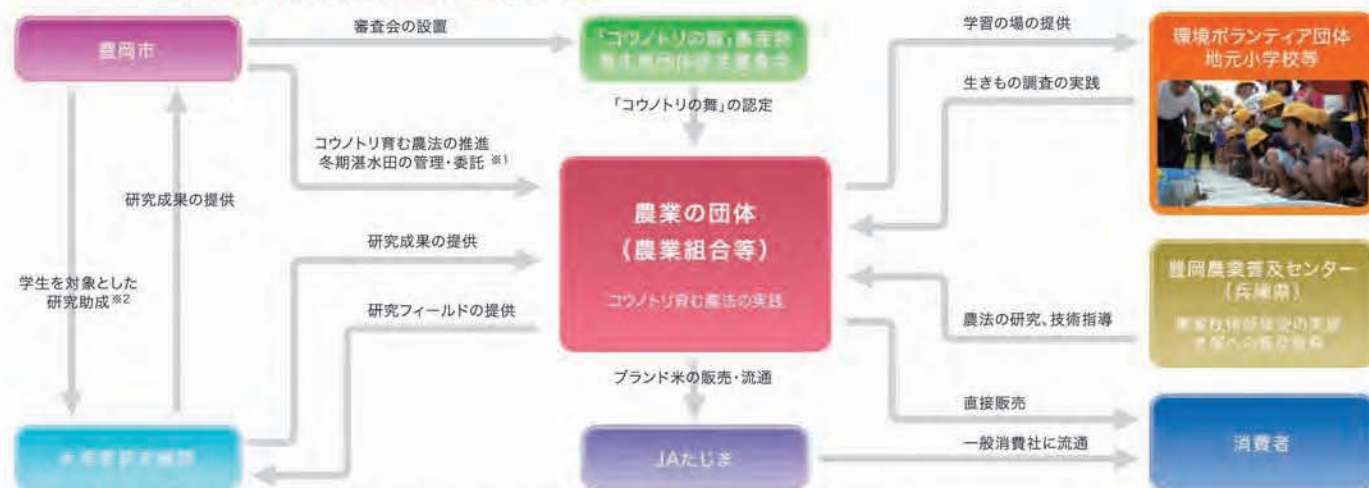 審査会の設置
学習の場の提供
豊岡市
「コウノトリの舞」農産物
環境ボランティア団体
地元小学校等
生きもの調査の実践
「コウノトリの舞」の認定
コウノトリ育む農法の推進
冬期湛水田の管理・委託 ※1
研究成果の提供
農業の団体
(農業組合等)
コウノトリ育む農法の実践
研究成果の提供
学生を対象とした
研究助成※2
研究フィールドの提供
豊岡農業普及センター
(兵庫県)
農法の研究、技術指導
ブランド米の販売・流通
直接販売
一般消費社に流通
JAたじま
消費者